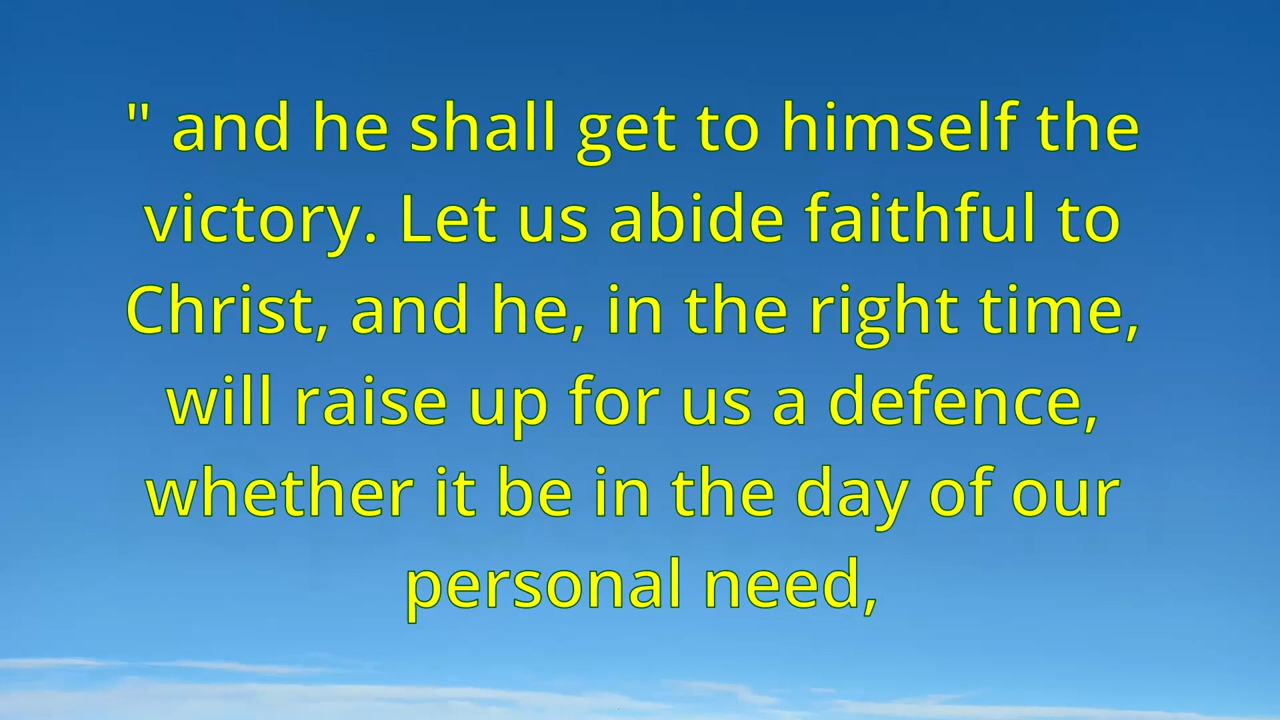 " and he shall get to himself the
victory. Let us abide faithful to
Christ, and he, in the right time,
will raise up for us a defence,
whether it be in the day of our
personal need,